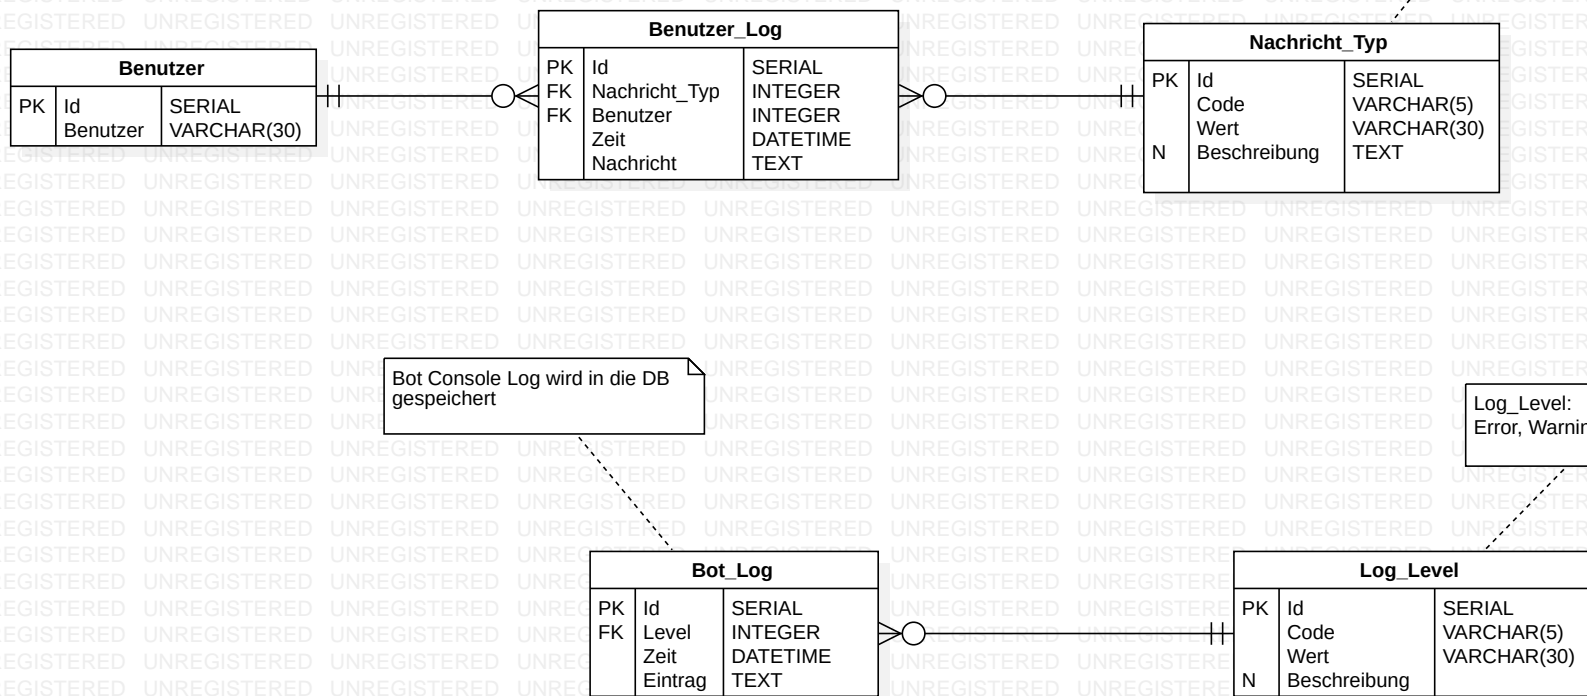 Benutzer
PK Id SERIAL
Benutzer VARCHAR(30)
Benutzer_Log
PK Id SERIAL
FK Nachricht_Typ INTEGER
FK Benutzer INTEGER
Zeit DATETIME
Nachricht TEXT
Nachricht_Typ
PK Id SERIAL
Code VARCHAR(5)
Wert VARCHAR(30)
N Beschreibung TEXT
Bot Console Log wird in die DB
gespeichert
Log_Level:
Error,
Bot_Log
PK Id SERIAL
FK Level INTEGER
Zeit DATETIME
Eintrag TEXT
Log_Level
PK Id SERIAL
Code VARCHAR(5)
Wert VARCHAR(30)
N Beschreibung
UNREGISTERED